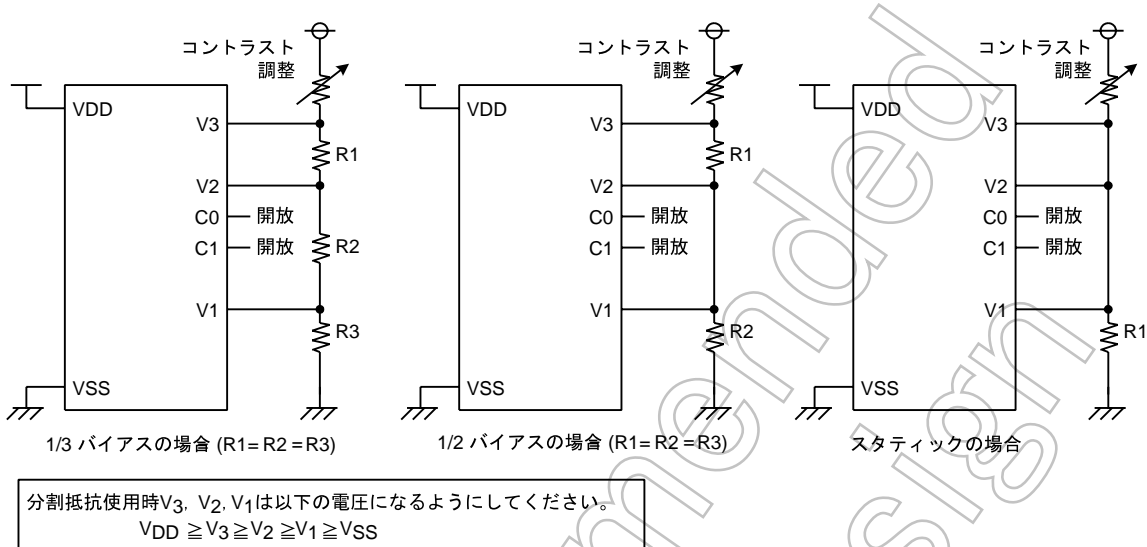 コントラスト
調整
VDD
V3
R1
V2
C0 開放
C1 開放
R2
V1
R3
VSS
1/3 バイアスの場合 (R1= R2 =R3)
コントラスト
調整
VDD
V3
R1
V2
C0 開放
C1 開放
V1
R2
VSS
1/2 バイアスの場合 (R1= R2 =R3)
コントラスト
調整
VDD
V3
V2
C0 開放
C1 開放
V1
R1
VSS
スタティックの場合
分割抵抗使用時V3, V2, V1は以下の電圧になるようにしてください。
VDD ≧V3≧V2 ≧V1≧VSS
mended
sign